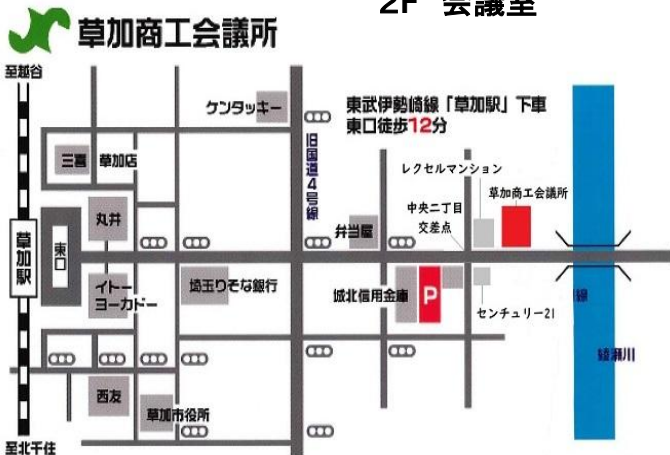 2F 会議室
草加商工会議所
至越谷
ケンタッキー
東武伊勢崎線「草加駅」下車
東口徒歩12分
旧国道4号線
三喜 草加店
レクセルマンション
草加商工会議所
丸井
中央二丁目
交差点
弁当屋
草加駅
東口
イトー
ヨーカドー
埼玉りそな銀行
城北信用金庫
P
センチュリー21
線
綾瀬川
西友
草加市役所
至北千住